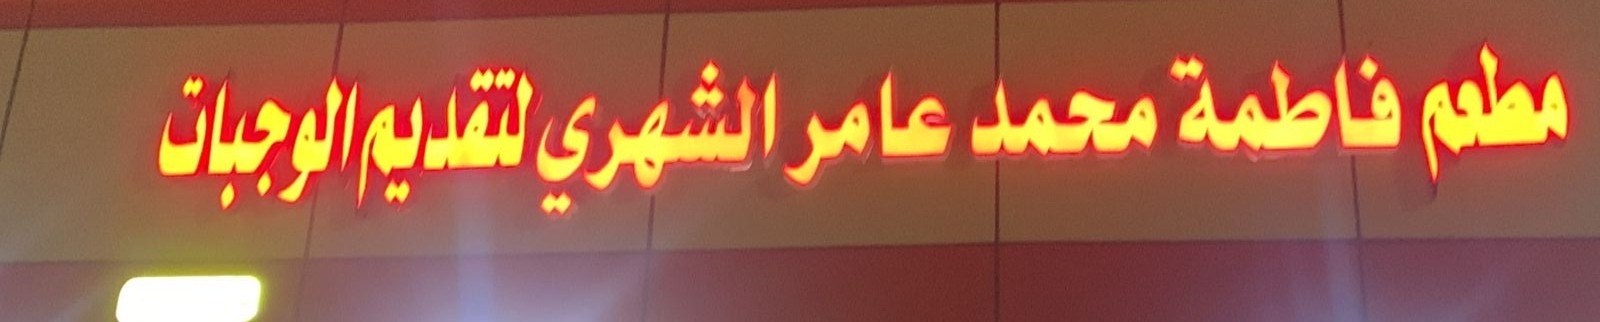 مطعم فاطمة محمد عامر الشهري لتقديم الوجبات